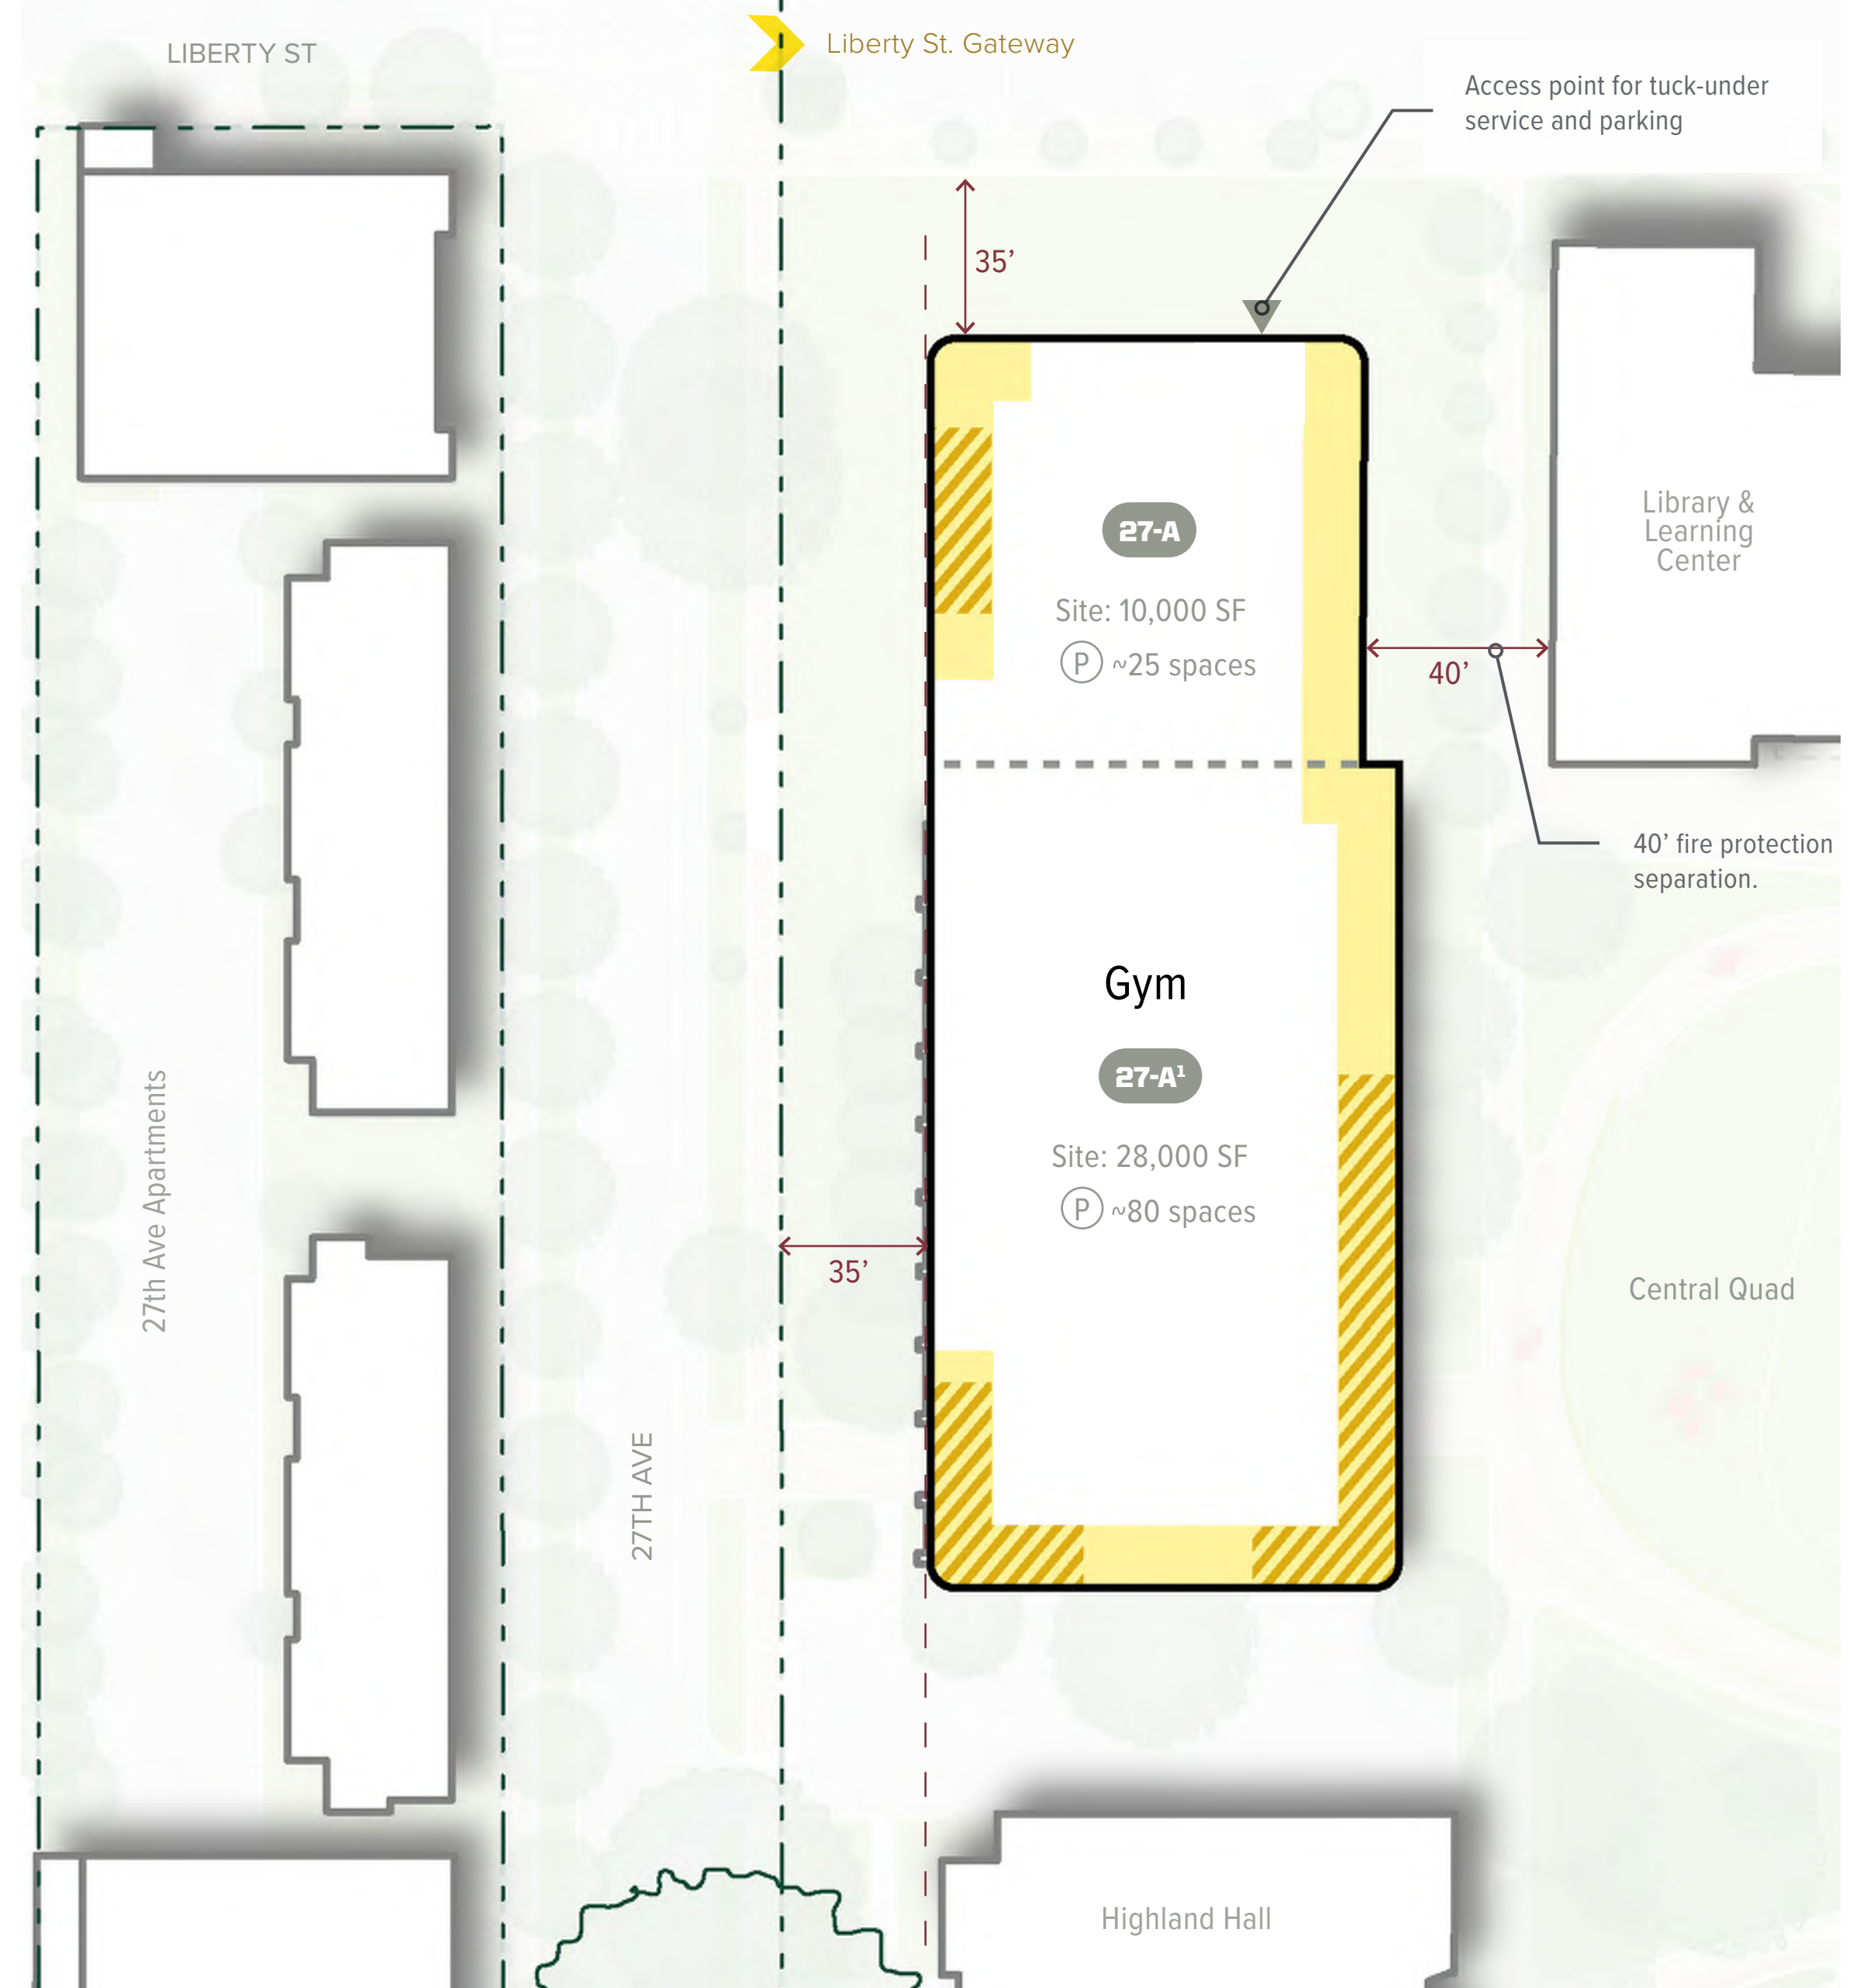 LIBERTY ST
Liberty St. Gateway
Access point for tuck-under
service and parking
35’
27-A
Site: 10,000 SF
P ~25 spaces
Library &
Learning
Center
40’
40’ fire protection
separation.
Gym
27-A¹
Site: 28,000 SF
P ~80 spaces
35’
27th Ave Apartments
27TH AVE
Central Quad
Highland Hall